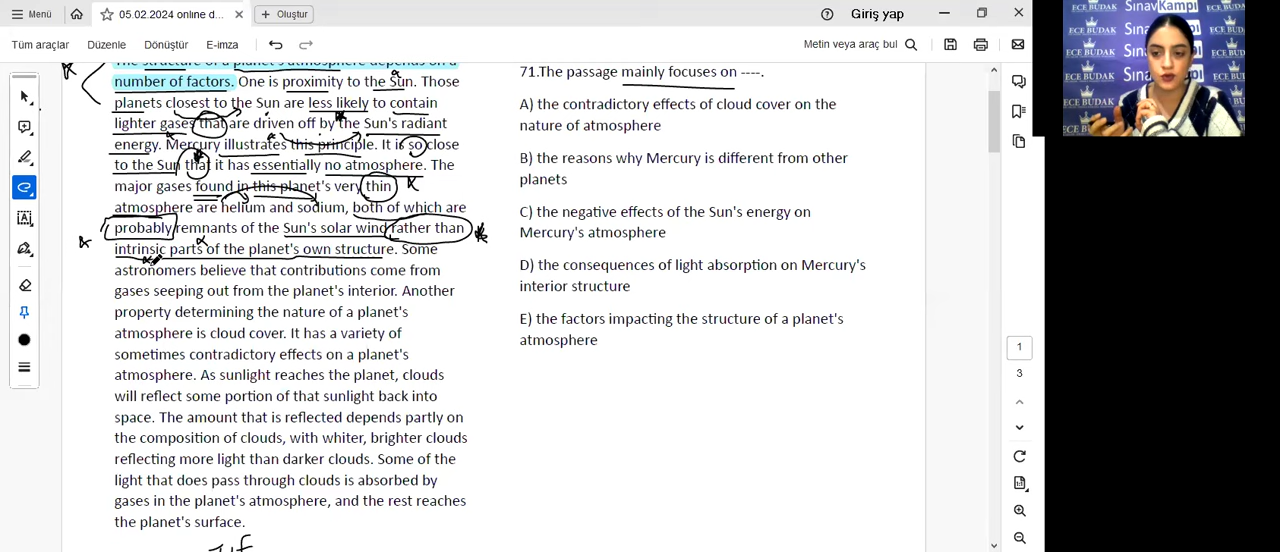 Menü
05.02.2024 online d...
Oluştur
Giriş yap
Tüm araçlar
Düzenle
Dönüştür
E-imza
Metin veya araç bul
The structure of a planet's atmosphere depends on a
number of factors. One is proximity to the Sun. Those
planets closest to the Sun are less likely to contain
lighter gases that are driven off by the Sun's radiant
energy. Mercury illustrates this principle. It is so close
to the Sun that it has essentially no atmosphere. The
major gases found in this planet's very thin
atmosphere are helium and sodium, both of which are
probably remnants of the Sun's solar wind rather than
intrinsic parts of the planet's own structure. Some
astronomers believe that contributions come from
gases seeping out from the planet's interior. Another
property determining the nature of a planet's
atmosphere is cloud cover. It has a variety of
sometimes contradictory effects on a planet's
atmosphere. As sunlight reaches the planet, clouds
will reflect some portion of that sunlight back into
space. The amount that is reflected depends partly on
the composition of clouds, with whiter, brighter clouds
reflecting more light than darker clouds. Some of the
light that does pass through clouds is absorbed by
gases in the planet's atmosphere, and the rest reaches
the planet's surface.
71.The passage mainly focuses on ----.
A) the contradictory effects of cloud cover on the
nature of atmosphere
B) the reasons why Mercury is different from other
planets
C) the negative effects of the Sun's energy on
Mercury's atmosphere
D) the consequences of light absorption on Mercury's
interior structure
E) the factors impacting the structure of a planet's
atmosphere
1
3
ECE BUDAK
SınavKampı
ECE BUDAK
ECE BUDAK
ECE BUDAK